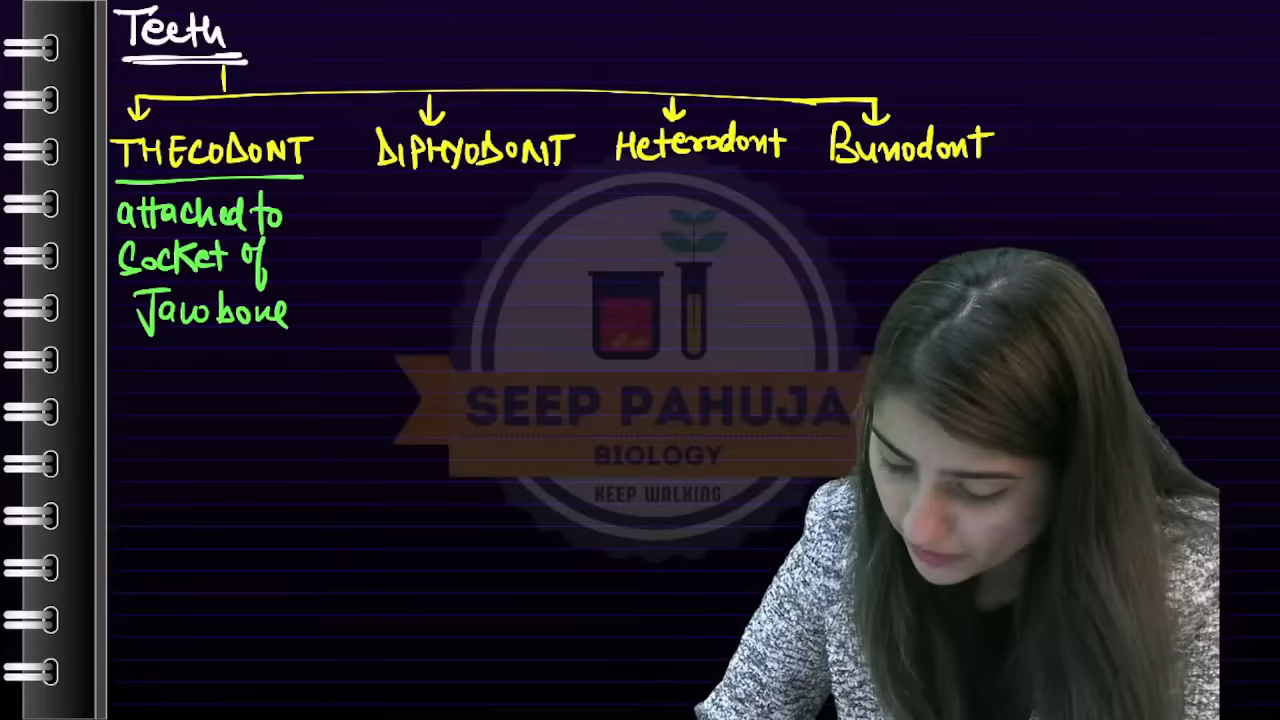 Teeth
THECODONT DIPHYODONT Heterodont Bunodont
attached to
Socket of
Jaw bone
SEEP PAHUJA
BIOLOGY
KEEP WALKING